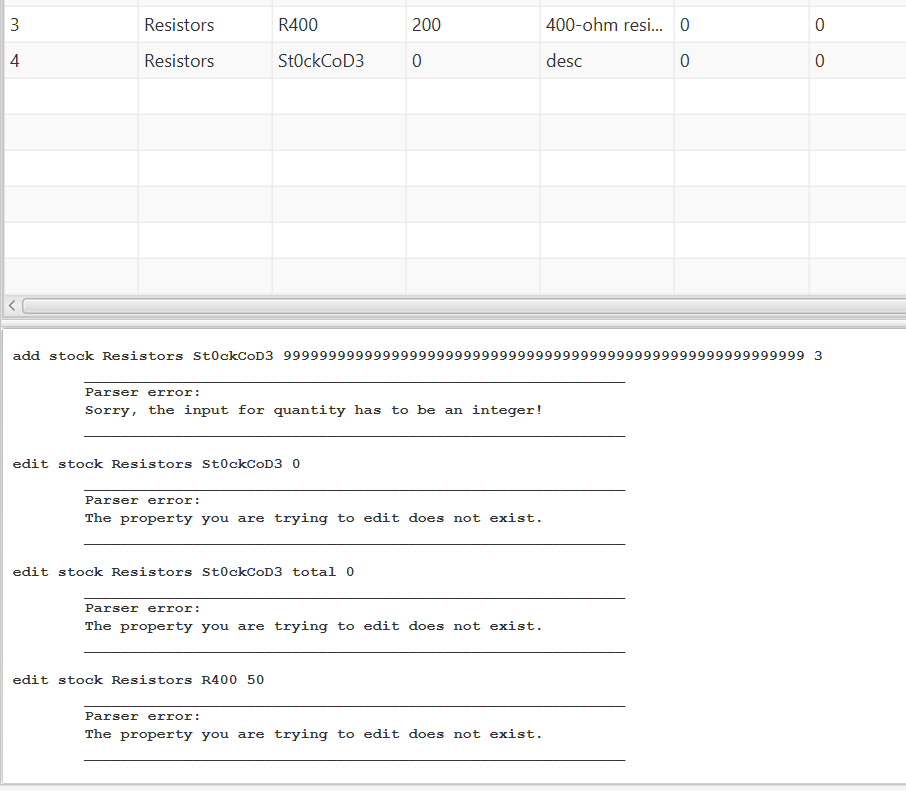 3 Resistors R400 200 400-ohm resi... 0 0
4 Resistors St0ckCoD3 0 desc 0 0
add stock Resistors St0ckCoD3 9999999999999999999999999999999999999999999999999999999999 3
Parser error:
Sorry, the input for quantity has to be an integer!
edit stock Resistors St0ckCoD3 0
Parser error:
The property you are trying to edit does not exist.
edit stock Resistors St0ckCoD3 total 0
Parser error:
The property you are trying to edit does not exist.
edit stock Resistors R400 50
Parser error:
The property you are trying to edit does not exist.